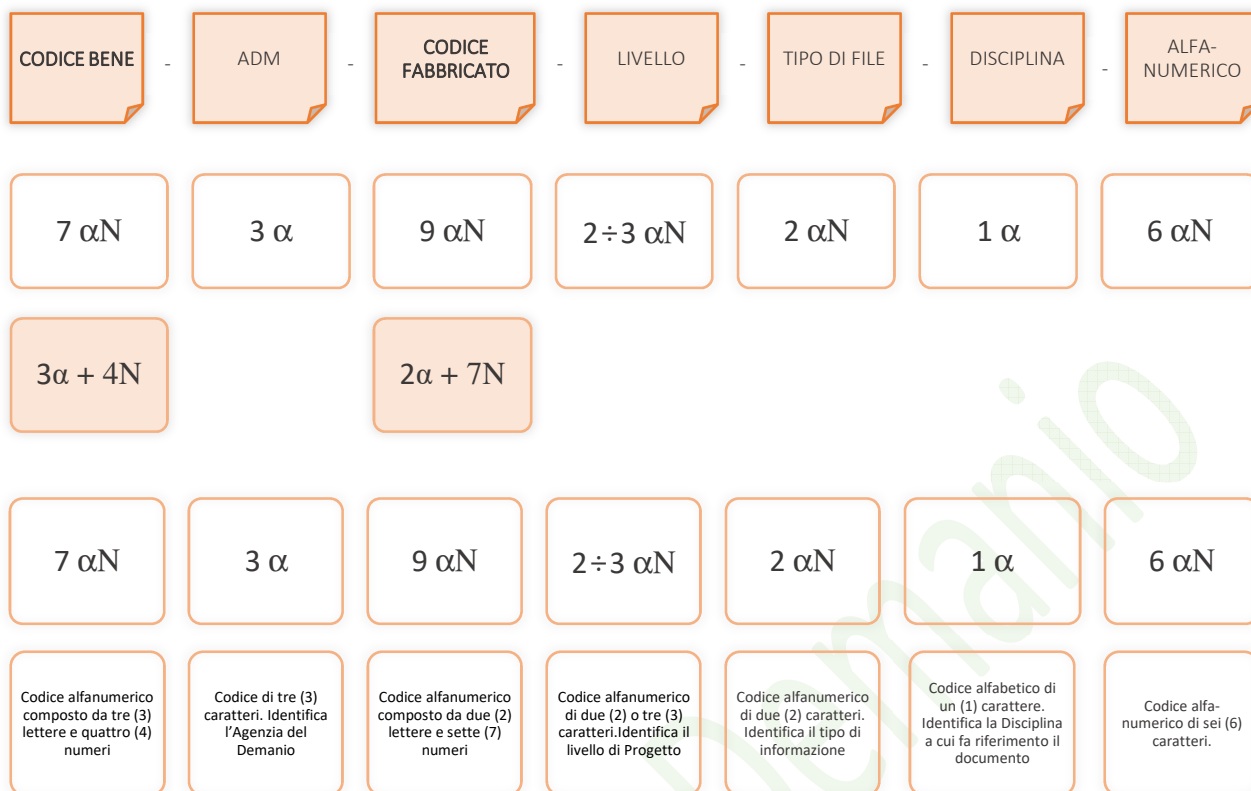 CODICE BENE - ADM - CODICE FABBRICATO - LIVELLO - TIPO DI FILE - DISCIPLINA - ALFA-NUMERICO
7 αN
3 α
9 αN
2÷3 αN
2 αN
1 α
6 αN
3α + 4N
2α + 7N
7 αN
3 α
9 αN
2÷3 αN
2 αN
1 α
6 αN
Codice alfanumerico
composto da tre (3)
lettere e quattro (4)
numeri
Codice di tre (3)
caratteri. Identifica
l'Agenzia del
Demanio
Codice alfanumerico
composto da due (2)
lettere e sette (7)
numeri
Codice alfanumerico
di due (2) o tre (3)
caratteri.Identifica il
livello di Progetto
Codice alfanumerico
di due (2) caratteri.
Identifica il tipo di
informazione
Codice alfabetico di
un (1) carattere.
Identifica la Disciplina
a cui fa riferimento il
documento
Codice alfa-
numerico di sei (6)
caratteri.
Demanio